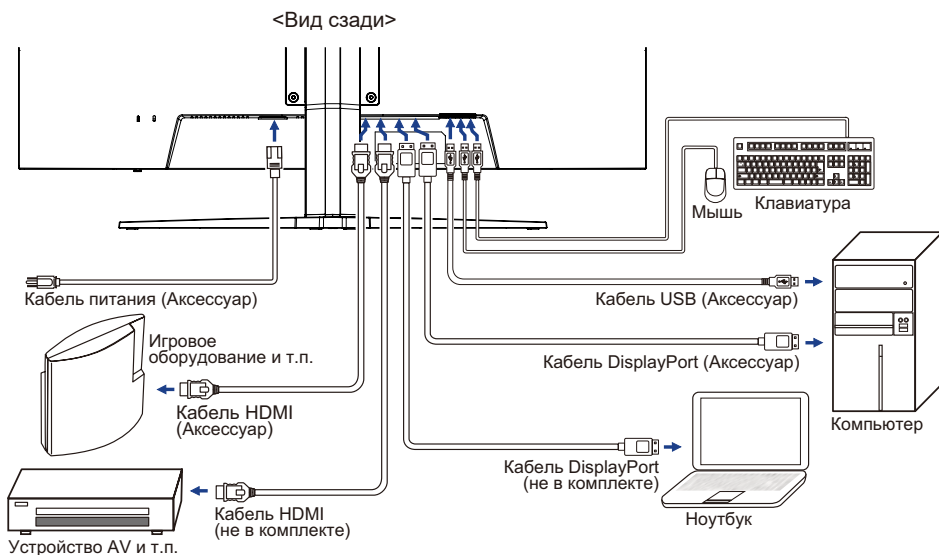 <Вид сзади>
Мышь
Клавиатура
Кабель питания (Аксессуар)
Кабель USB (Аксессуар)
Игровое
оборудование и т.п.
Кабель DisplayPort (Аксессуар)
Кабель HDMI
(Аксессуар)
Компьютер
Кабель DisplayPort
(не в комплекте)
Ноутбук
Кабель HDMI
(не в комплекте)
Устройство AV и т.п.